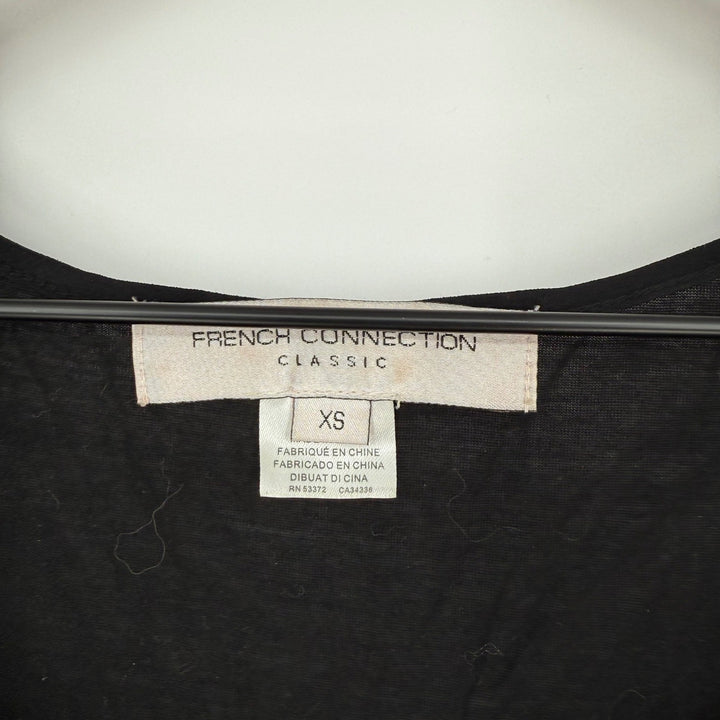 FRENCH CONNECTION
CLASSIC
XS
FABRIQUÉ EN CHINE
FABRICADO EN CHINA
DIBUAT DI CINA
RN 53372 CA34336